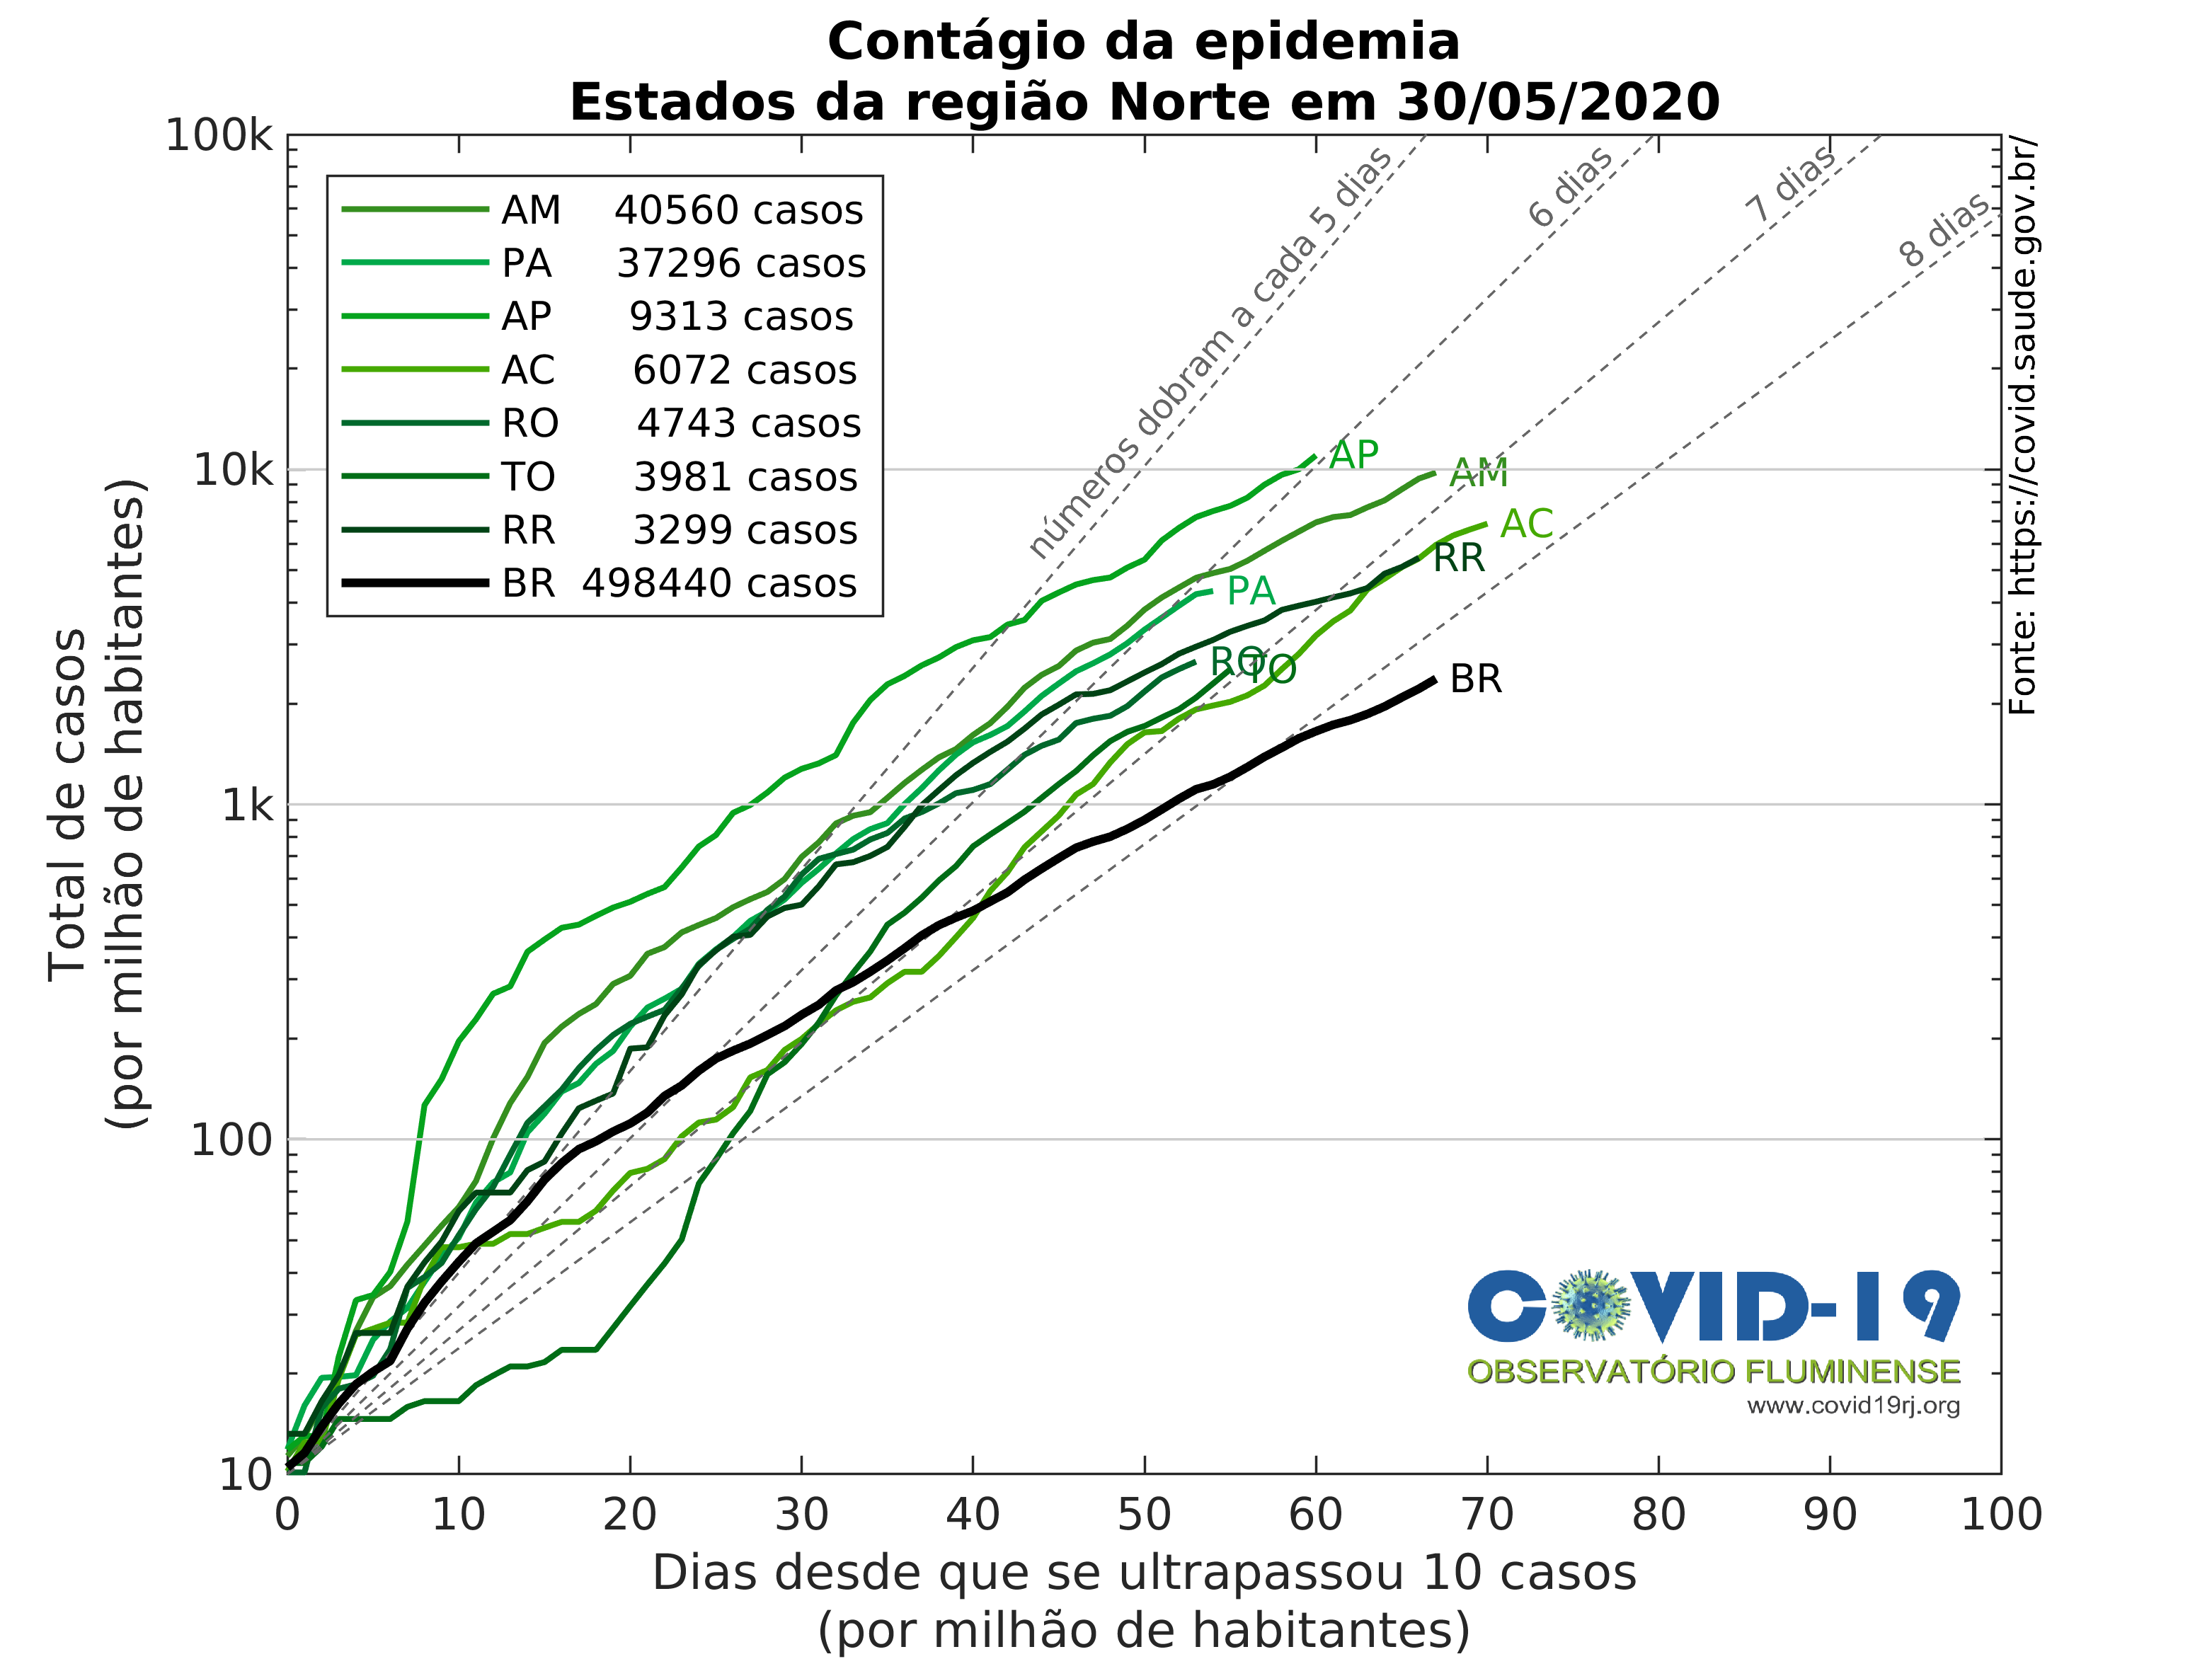 Contágio da epidemia
Estados da região Norte em 30/05/2020
100k
10k
1k
100
10
Total de casos
(por milhão de habitantes)
AM 40560 casos
PA 37296 casos
AP 9313 casos
AC 6072 casos
RO 4743 casos
TO 3981 casos
RR 3299 casos
BR 498440 casos
números dobram a cada 5 dias
6 dias
7 dias
8 dias
AP
AM
AC
RR
PA
RO
TO
BR
Fonte: https://covid.saude.gov.br/
COVID-19
OBSERVATÓRIO FLUMINENSE
www.covid19rj.org
0 10 20 30 40 50 60 70 80 90 100
Dias desde que se ultrapassou 10 casos
(por milhão de habitantes)